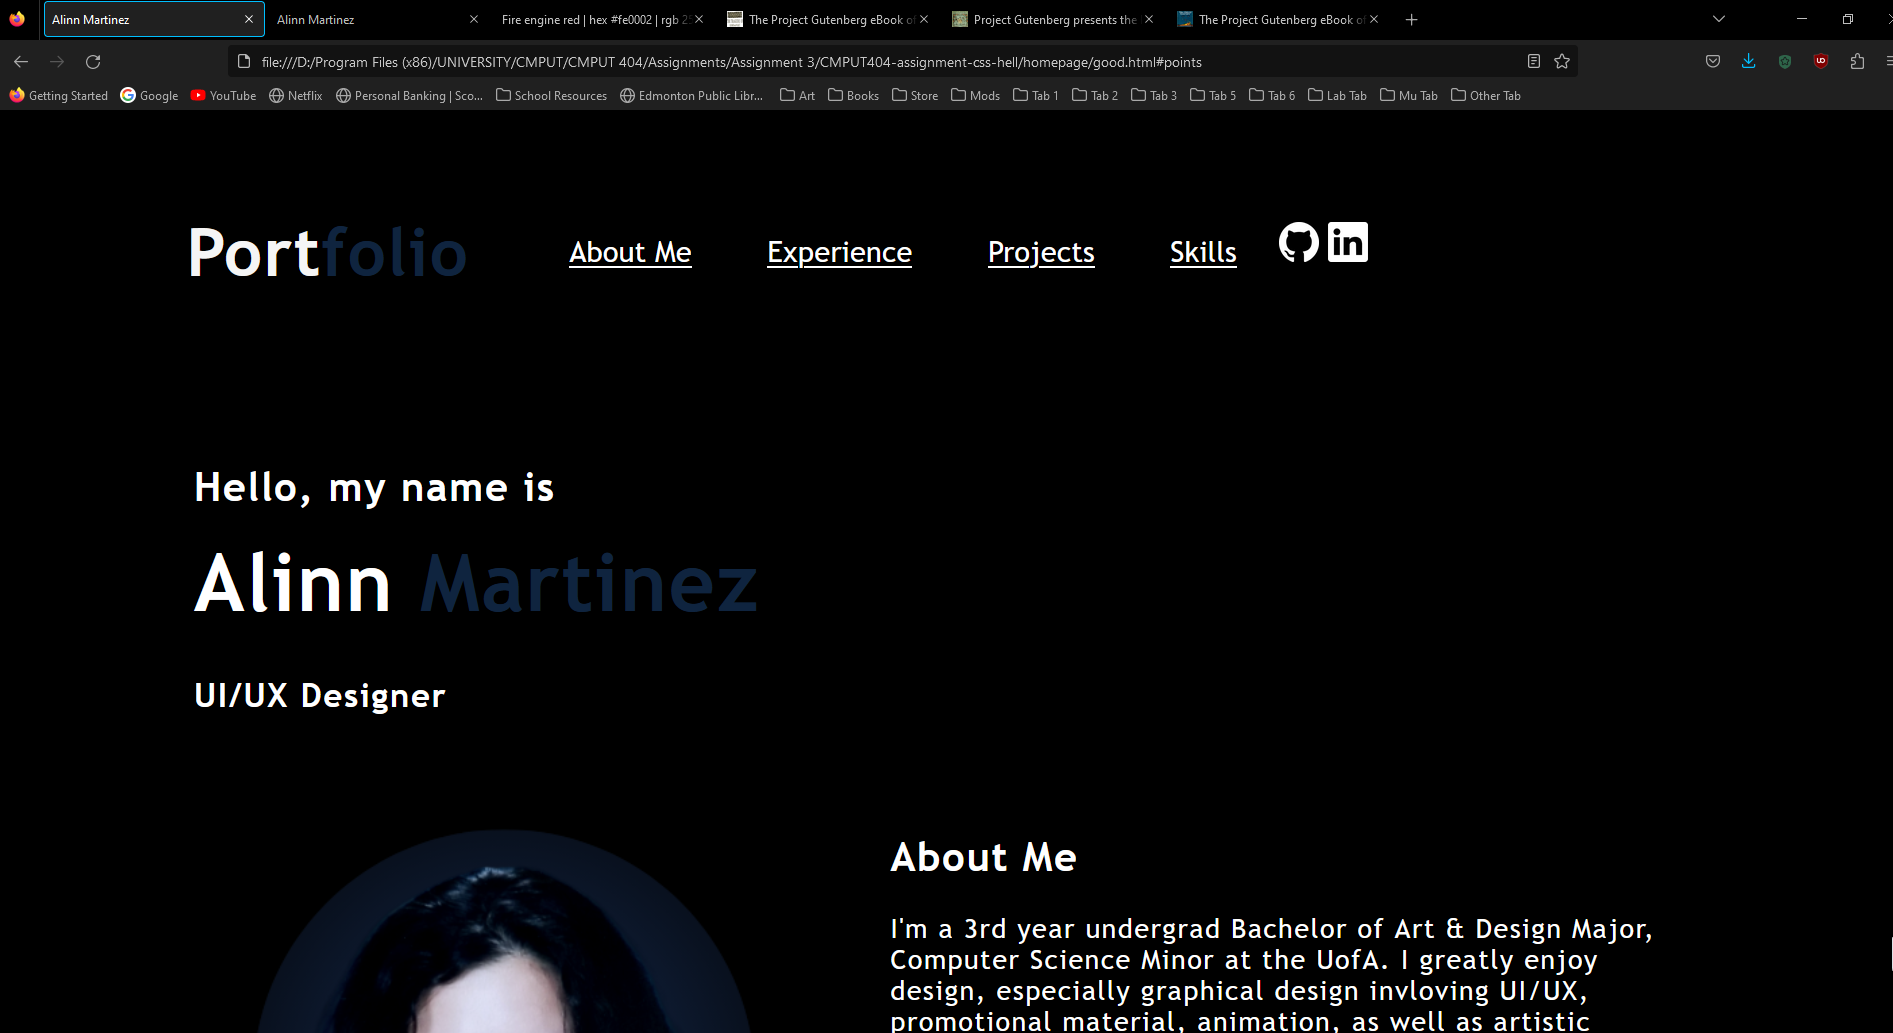 Alinn Martinez
Alinn Martinez
Fire engine red | hex #fe0002 | rgb 2
The Project Gutenberg eBook of
Project Gutenberg presents the
The Project Gutenberg eBook of
file:///D:/Program Files (x86)/UNIVERSITY/CMPUT/CMPUT 404/Assignments/Assignment 3/CMPUT404-assignment-css-hell/homepage/good.html#points
Getting Started Google YouTube Netflix Personal Banking | Sco... School Resources Edmonton Public Libr... Art Books Store Mods Tab 1 Tab 2 Tab 3 Tab 5 Tab 6 Lab Tab Mu Tab Other Tab
Portfolio About Me Experience Projects Skills in
Hello, my name is
Alinn Martinez
UI/UX Designer
About Me
I'm a 3rd year undergrad Bachelor of Art & Design Major,
Computer Science Minor at the UofA. I greatly enjoy
design, especially graphical design invloving UI/UX,
promotional material, animation, as well as artistic